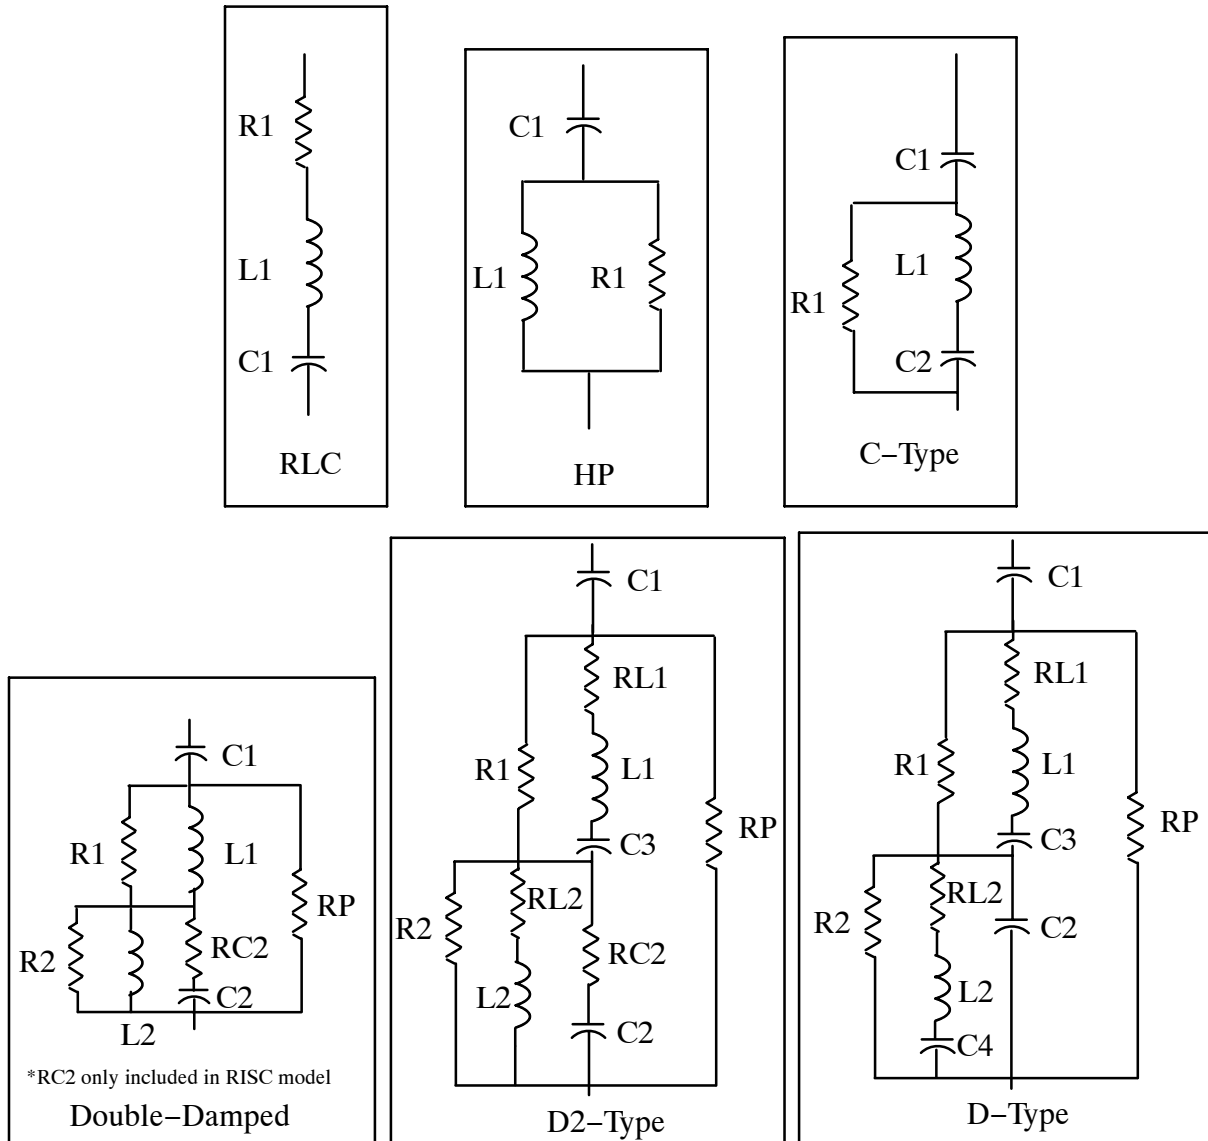 R1
L1
C1
RLC
C1
L1
R1
HP
C1
L1
R1
C2
C-Type
C1
R1
L1
RP
R2
RC2
C2
L2
*RC2 only included in RISC model
Double-Damped
C1
RL1
R1
L1
RP
C3
RL2
R2
RC2
L2
C2
D2-Type
C1
RL1
R1
L1
RP
C3
RL2
R2
C2
L2
C4
D-Type